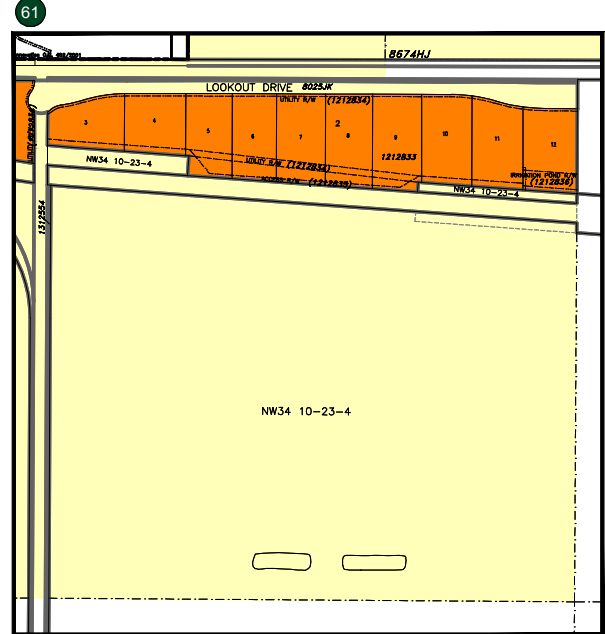 61
8674HJ
LOOKOUT DRIVE 8025JK
UTILITY R/W (1212834)
2
3
4
5
6
7
8
9
10
11
12
1212833
UTILITY R/W (1212834)
NW34 10-23-4
IRRIGATION POND R/W
(1212836)
NW34 10-23-4
1312554
NW34 10-23-4